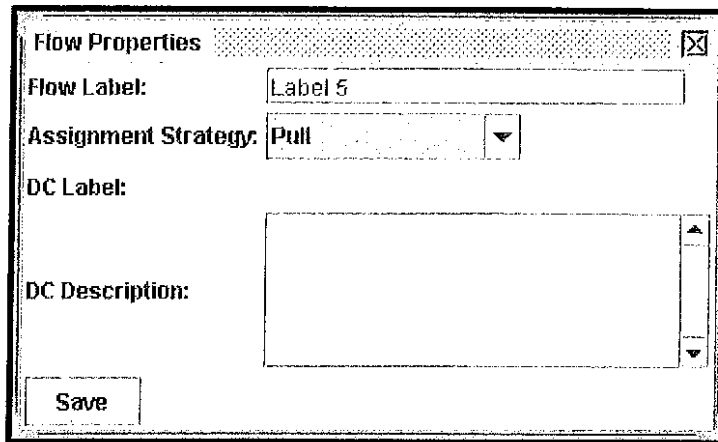 Flow Properties
Flow Label: Label 5
Assignment Strategy: Pull
DC Label:
DC Description:
Save